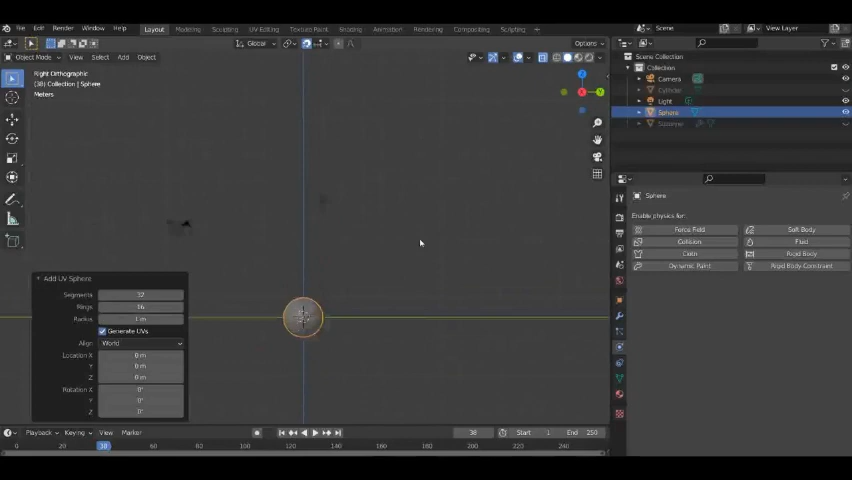 File Edit Render Window Help Layout Modeling Sculpting UV Editing Texture Paint Shading Animation Rendering Compositing Scripting + Scene View Layer
Global Options
Object Mode View Select Add Object
Right Orthographic
(38) Collection | Sphere
Meters
Z
X
Y
Scene Collection
Collection
Camera
Cylinder
Light
Sphere
Sphere
Enable physics for:
Force Field Soft Body
Collision Fluid
Cloth Rigid Body
Dynamic Paint Rigid Body Constraint
Add UV Sphere
Segments 32
Rings 16
Radius 1 m
Generate UVs
Align World
Location X 0 m
Y 0 m
Z 0 m
Rotation X 0°
Y 0°
Z 0°
Playback Keying View Marker 38 Start 1 End 250
0 20 40 60 80 100 120 140 160 180 200 220 240